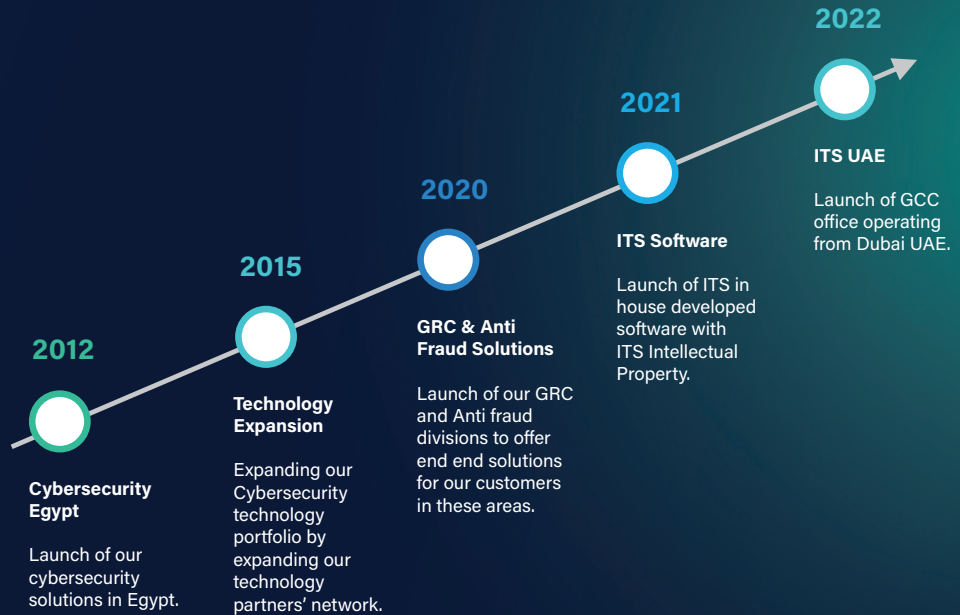 2012
Cybersecurity
Egypt
Launch of our
cybersecurity
solutions in Egypt.
2015
Technology
Expansion
Expanding our
Cybersecurity
technology
portfolio by
expanding our
technology
partners’ network.
2020
GRC & Anti
Fraud Solutions
Launch of our GRC
and Anti fraud
divisions to offer
end end solutions
for our customers
in these areas.
2021
ITS Software
Launch of ITS in
house developed
software with
ITS Intellectual
Property.
2022
ITS UAE
Launch of GCC
office operating
from Dubai UAE.